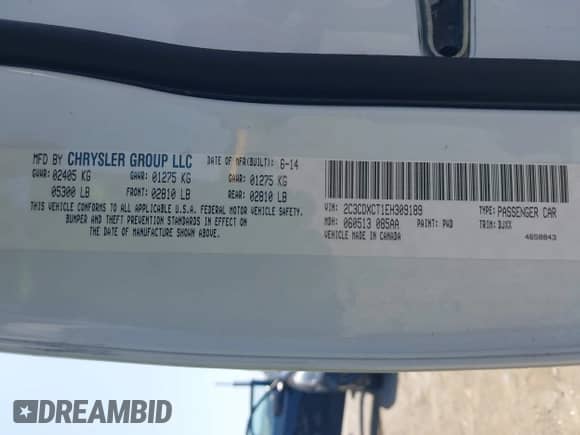 MFD BY CHRYSLER GROUP LLC DATE OF MFR(BUILT): 6-14
GVWR: 02405 KG GAWR: 01275 KG GAWR: 01275 KG
05300 LB FRONT: 02810 LB REAR: 02810 LB
THIS VEHICLE CONFORMS TO ALL APPLICABLE U.S.A. FEDERAL MOTOR VEHICLE SAFETY,
BUMPER AND THEFT PREVENTION STANDARDS IN EFFECT ON
THE DATE OF MANUFACTURE SHOWN ABOVE.
VIN: 2C3CDXCT1EH309189 TYPE: PASSENGER CAR
MDH: 060513 085AA PAINT: PW0 TRIM: DJXX
VEHICLE MADE IN CANADA 4650843
DREAMBID